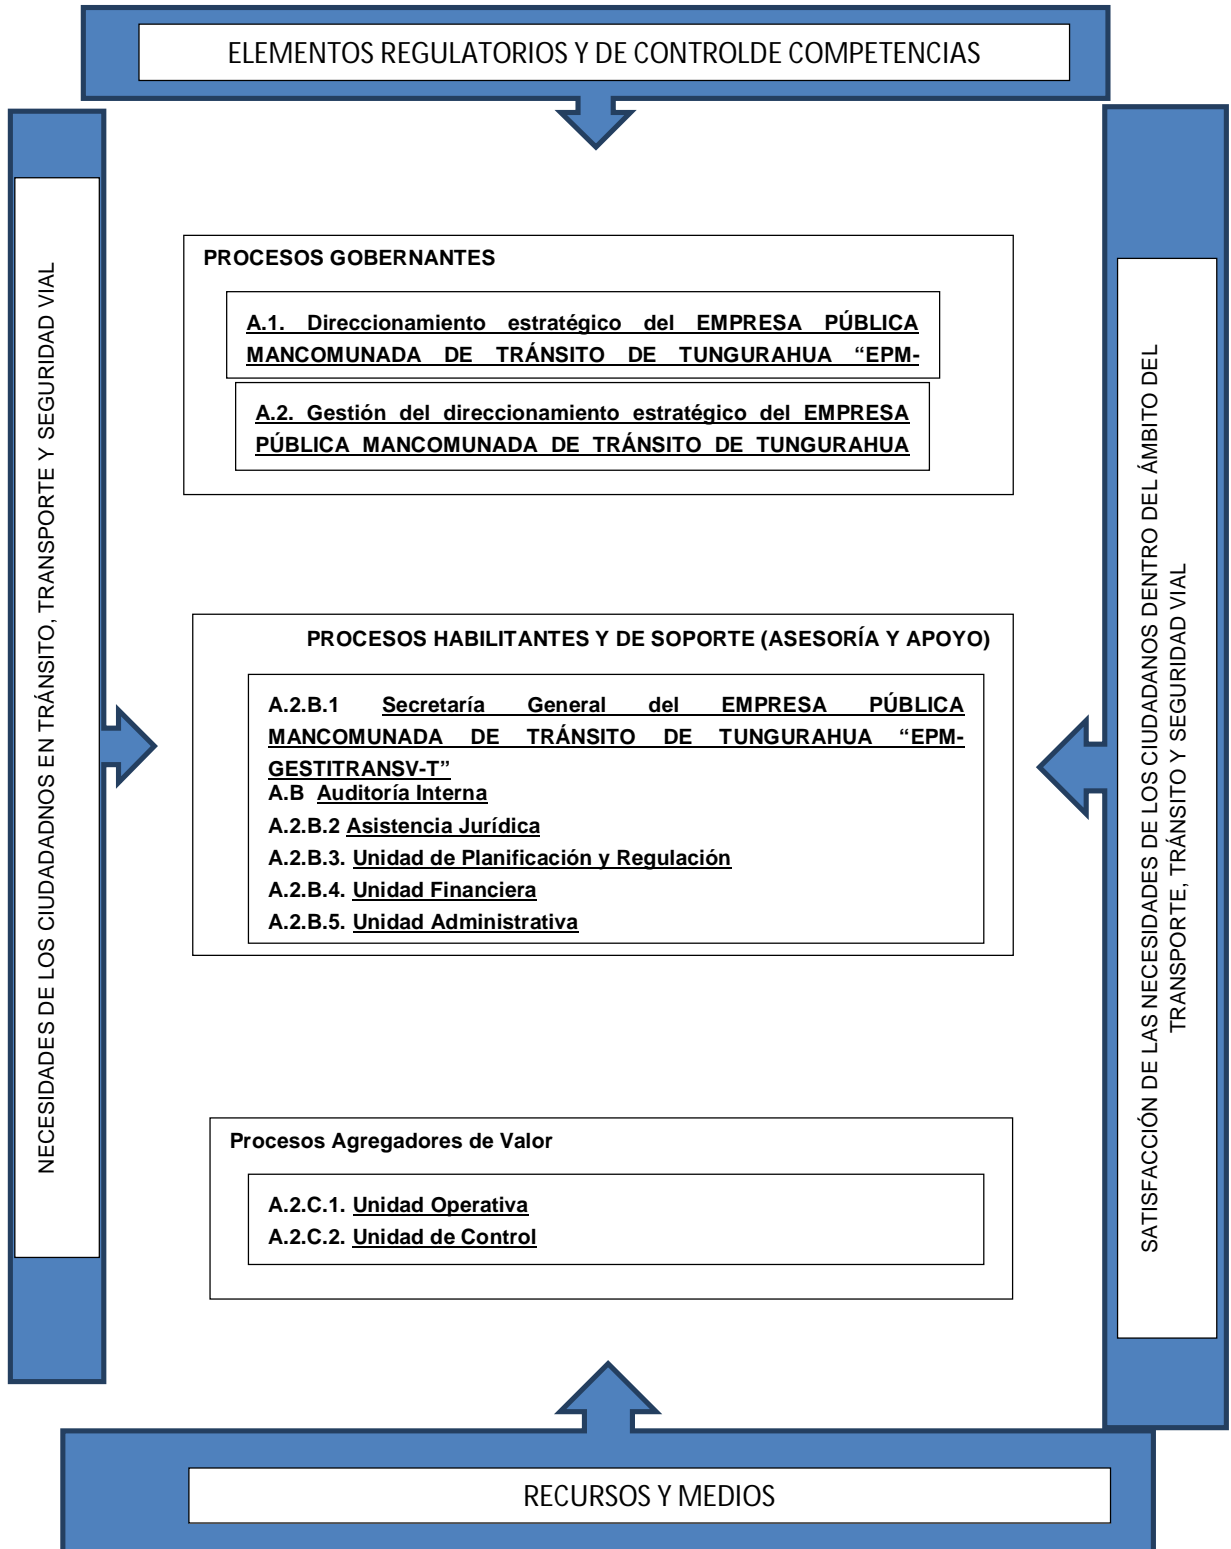 ELEMENTOS REGULATORIOS Y DE CONTROLDE COMPETENCIAS
NECESIDADES DE LOS CIUDADADNOS EN TRÁNSITO, TRANSPORTE Y SEGURIDAD VIAL
PROCESOS GOBERNANTES
A.1. Direccionamiento estratégico del EMPRESA PÚBLICA
MANCOMUNADA DE TRÁNSITO DE TUNGURAHUA “EPM-
A.2. Gestión del direccionamiento estratégico del EMPRESA
PÚBLICA MANCOMUNADA DE TRÁNSITO DE TUNGURAHUA
PROCESOS HABILITANTES Y DE SOPORTE (ASESORÍA Y APOYO)
A.2.B.1 Secretaría General del EMPRESA PÚBLICA
MANCOMUNADA DE TRÁNSITO DE TUNGURAHUA “EPM-
GESTITRANSV-T”
A.B Auditoría Interna
A.2.B.2 Asistencia Jurídica
A.2.B.3. Unidad de Planificación y Regulación
A.2.B.4. Unidad Financiera
A.2.B.5. Unidad Administrativa
Procesos Agregadores de Valor
A.2.C.1. Unidad Operativa
A.2.C.2. Unidad de Control
SATISFACCIÓN DE LAS NECESIDADES DE LOS CIUDADANOS DENTRO DEL ÁMBITO DEL
TRANSPORTE, TRÁNSITO Y SEGURIDAD VIAL
RECURSOS Y MEDIOS